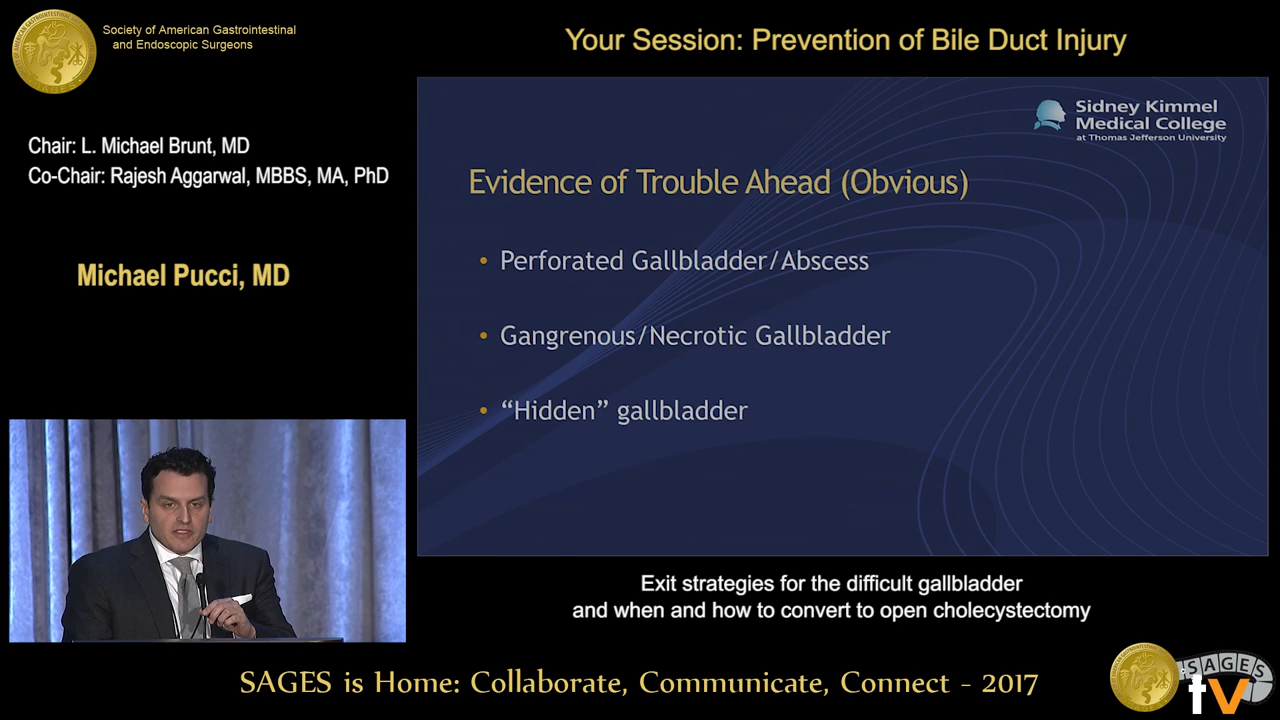 Society of American Gastrointestinal
and Endoscopic Surgeons
Your Session: Prevention of Bile Duct Injury
Chair: L. Michael Brunt, MD
Co-Chair: Rajesh Aggarwal, MBBS, MA, PhD
Michael Pucci, MD
Sidney Kimmel
Medical College
at Thomas Jefferson University
Evidence of Trouble Ahead (Obvious)
• Perforated Gallbladder/Abscess
• Gangrenous/Necrotic Gallbladder
• “Hidden” gallbladder
Exit strategies for the difficult gallbladder
and when and how to convert to open cholecystectomy
SAGES is Home: Collaborate, Communicate, Connect - 2017
SAGES
tv